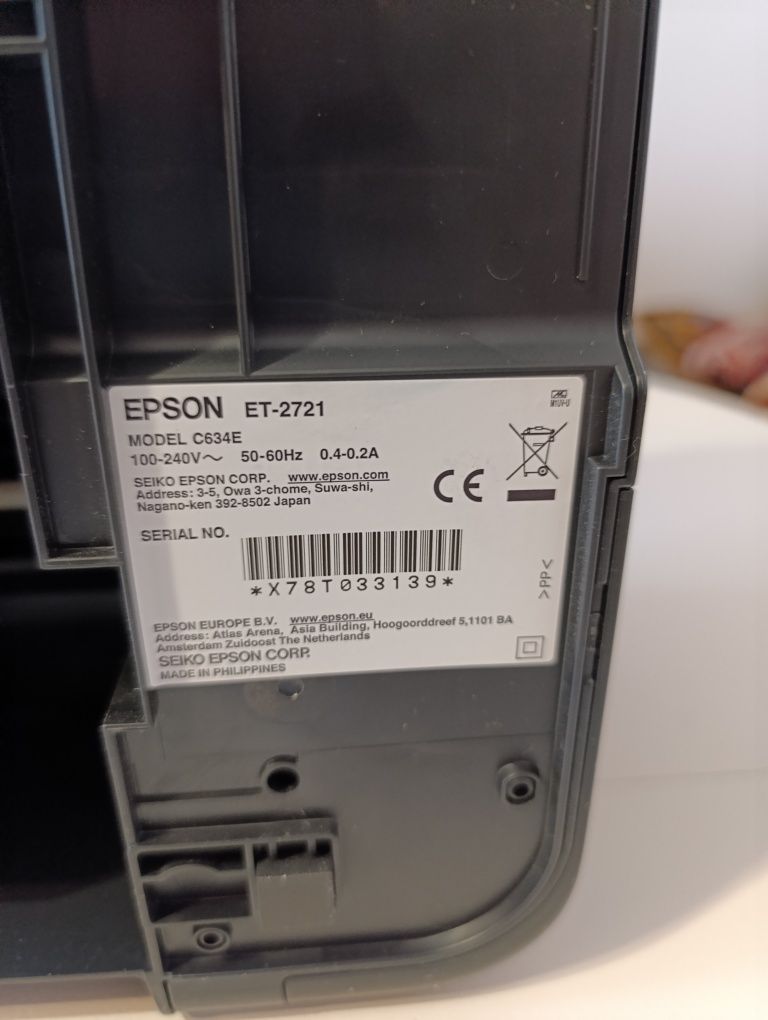 EPSON ET-2721
MODEL C634E
100-240V~ 50-60Hz 0.4-0.2A
SEIKO EPSON CORP. www.epson.com
Address: 3-5, Owa 3-chome, Suwa-shi,
Nagano-ken 392-8502 Japan
CE
SERIAL NO.
*X78T033139*
>PP<
EPSON EUROPE B.V. www.epson.eu
Address: Atlas Arena, Asia Building, Hoogoorddreef 5,1101 BA
Amsterdam Zuidoost The Netherlands
SEIKO EPSON CORP.
MADE IN PHILIPPINES